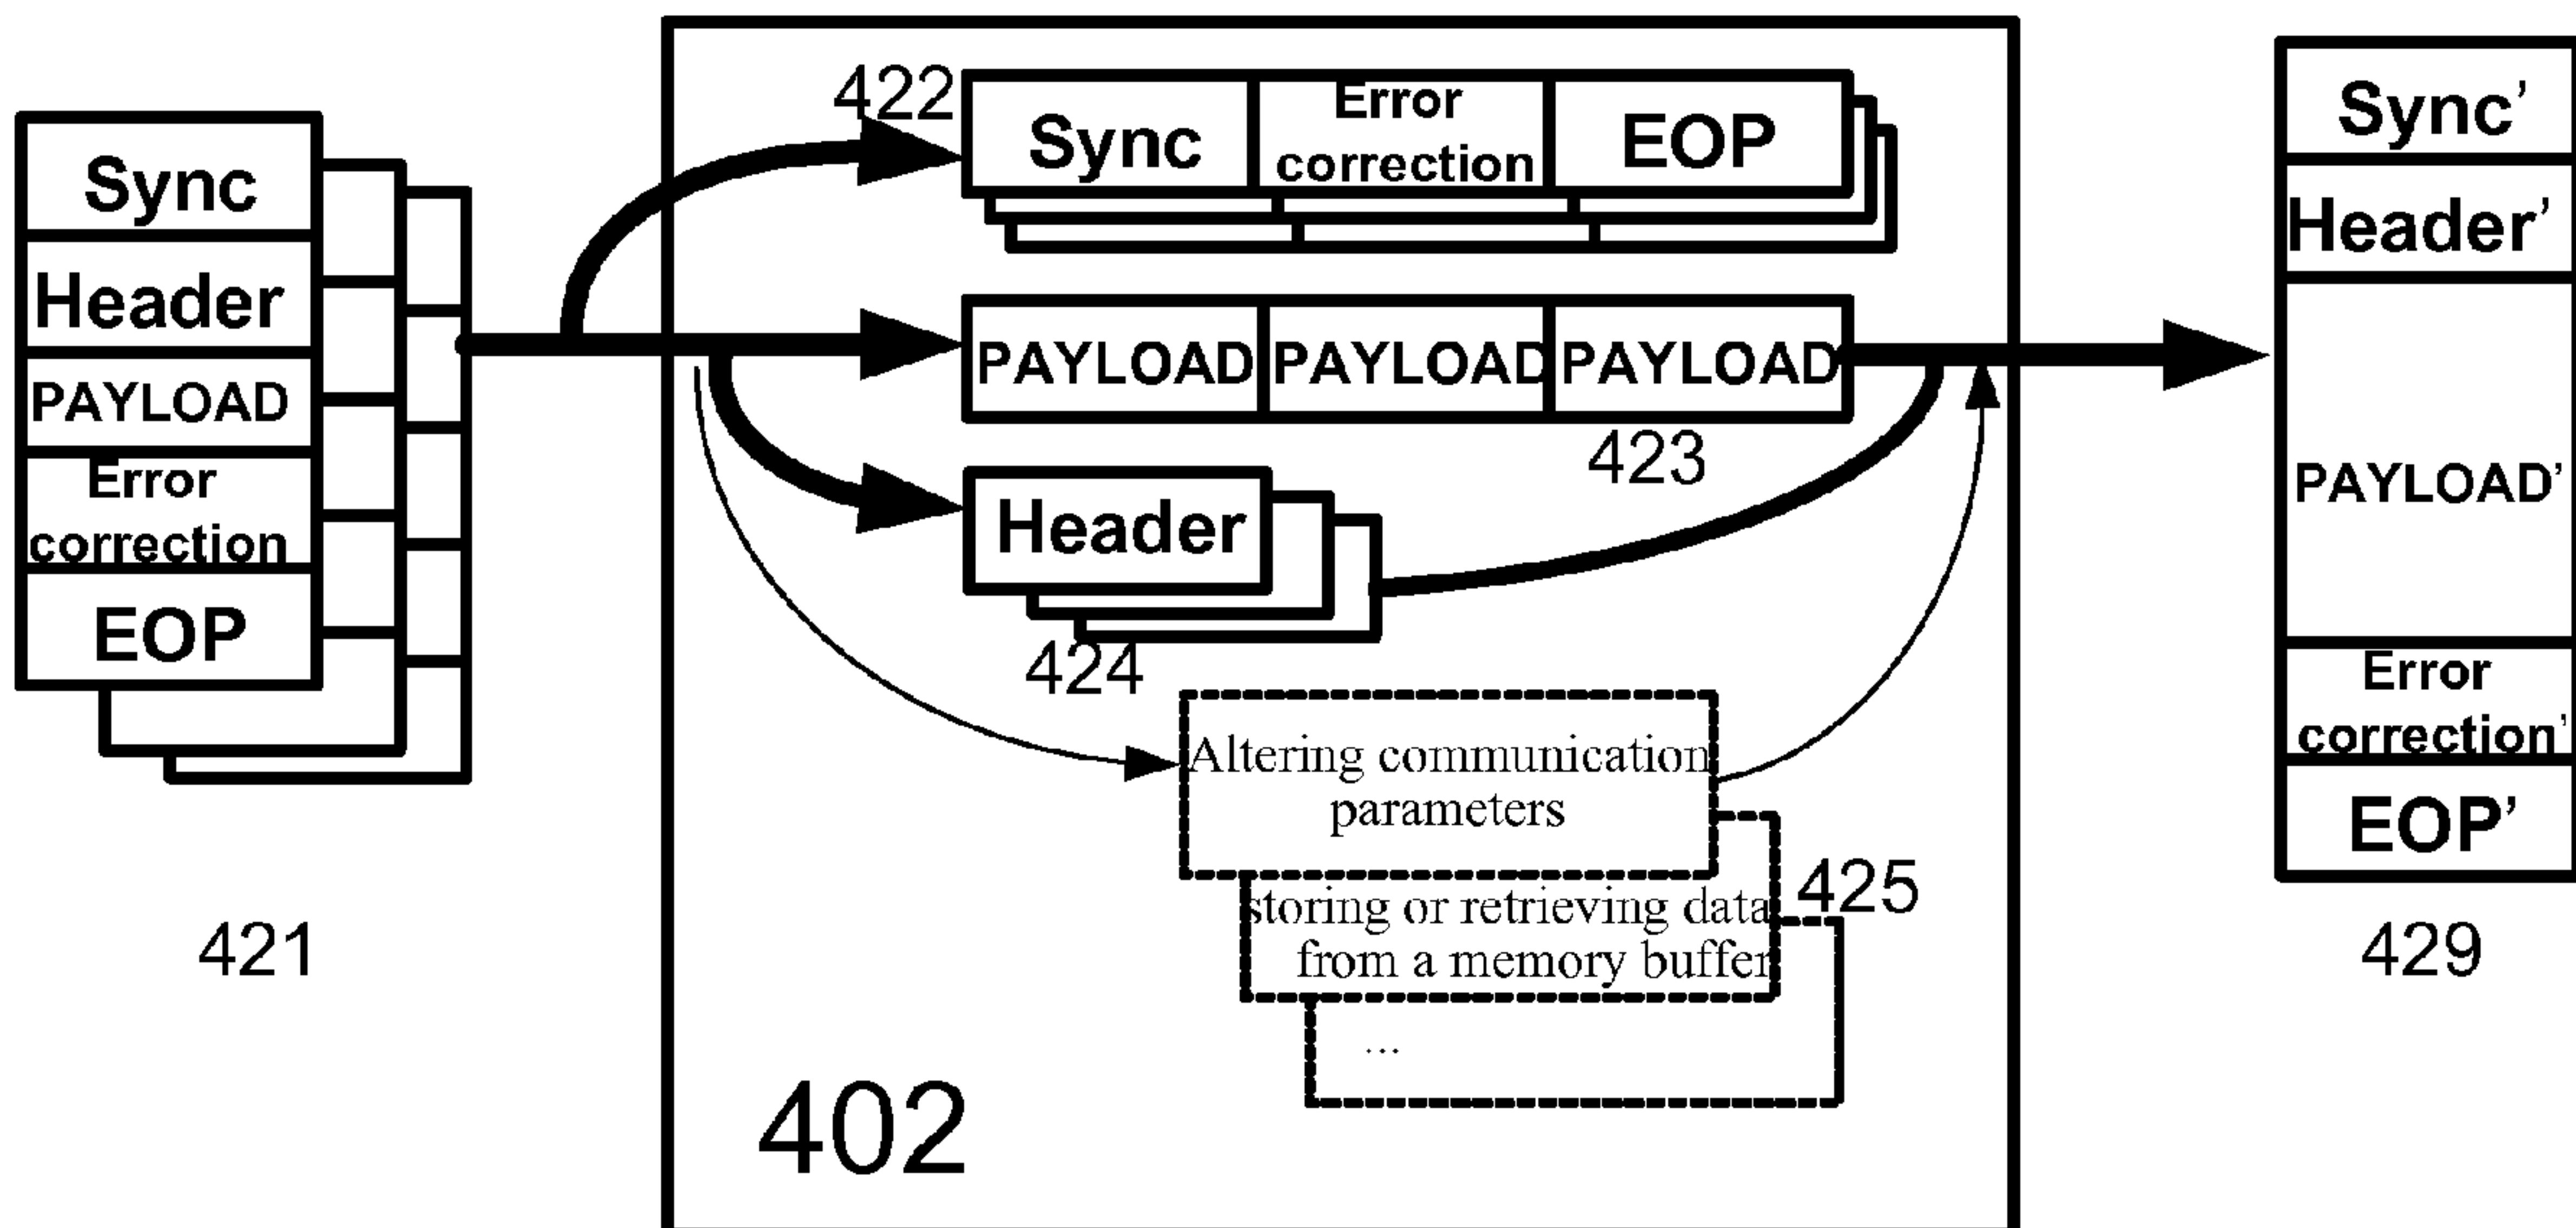 Sync
Header
PAYLOAD
Error
correction
EOP
421
422
Sync
Error
correction
EOP
PAYLOAD
PAYLOAD
PAYLOAD
423
Header
424
Altering communication
parameters
storing or retrieving data
from a memory buffer
...
425
402
Sync’
Header’
PAYLOAD’
Error
correction’
EOP’
429